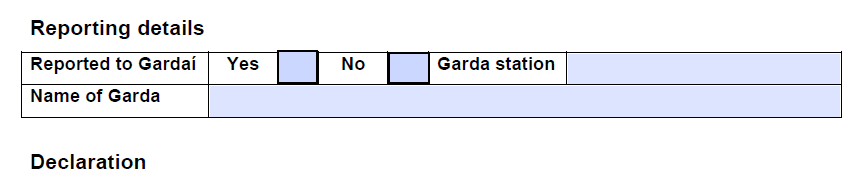 Reporting details
Reported to Gardaí Yes No Garda station
Name of Garda
Declaration